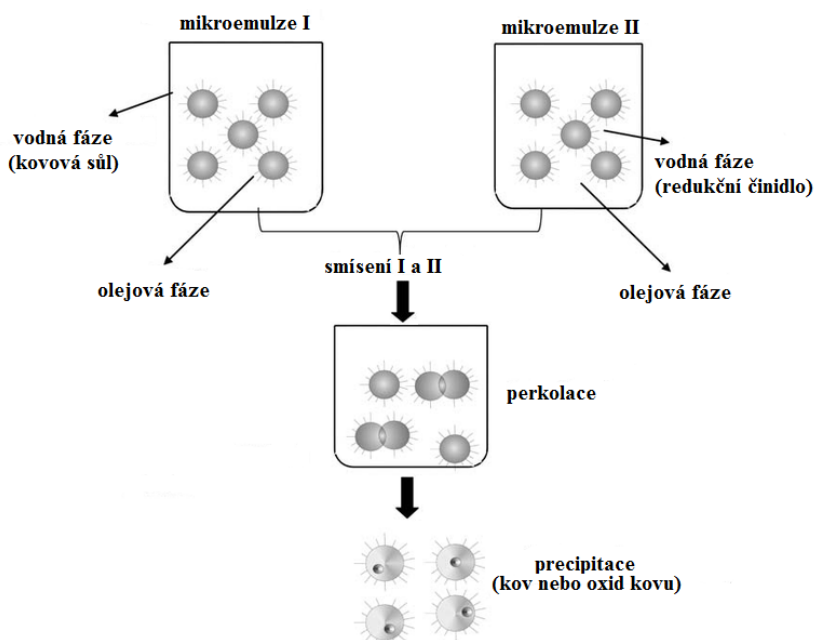 mikroemulze I
mikroemulze II
vodná fáze
(kovová sůl)
vodná fáze
(redukční činidlo)
olejová fáze
smísení I a II
olejová fáze
perkolace
precipitace
(kov nebo oxid kovu)